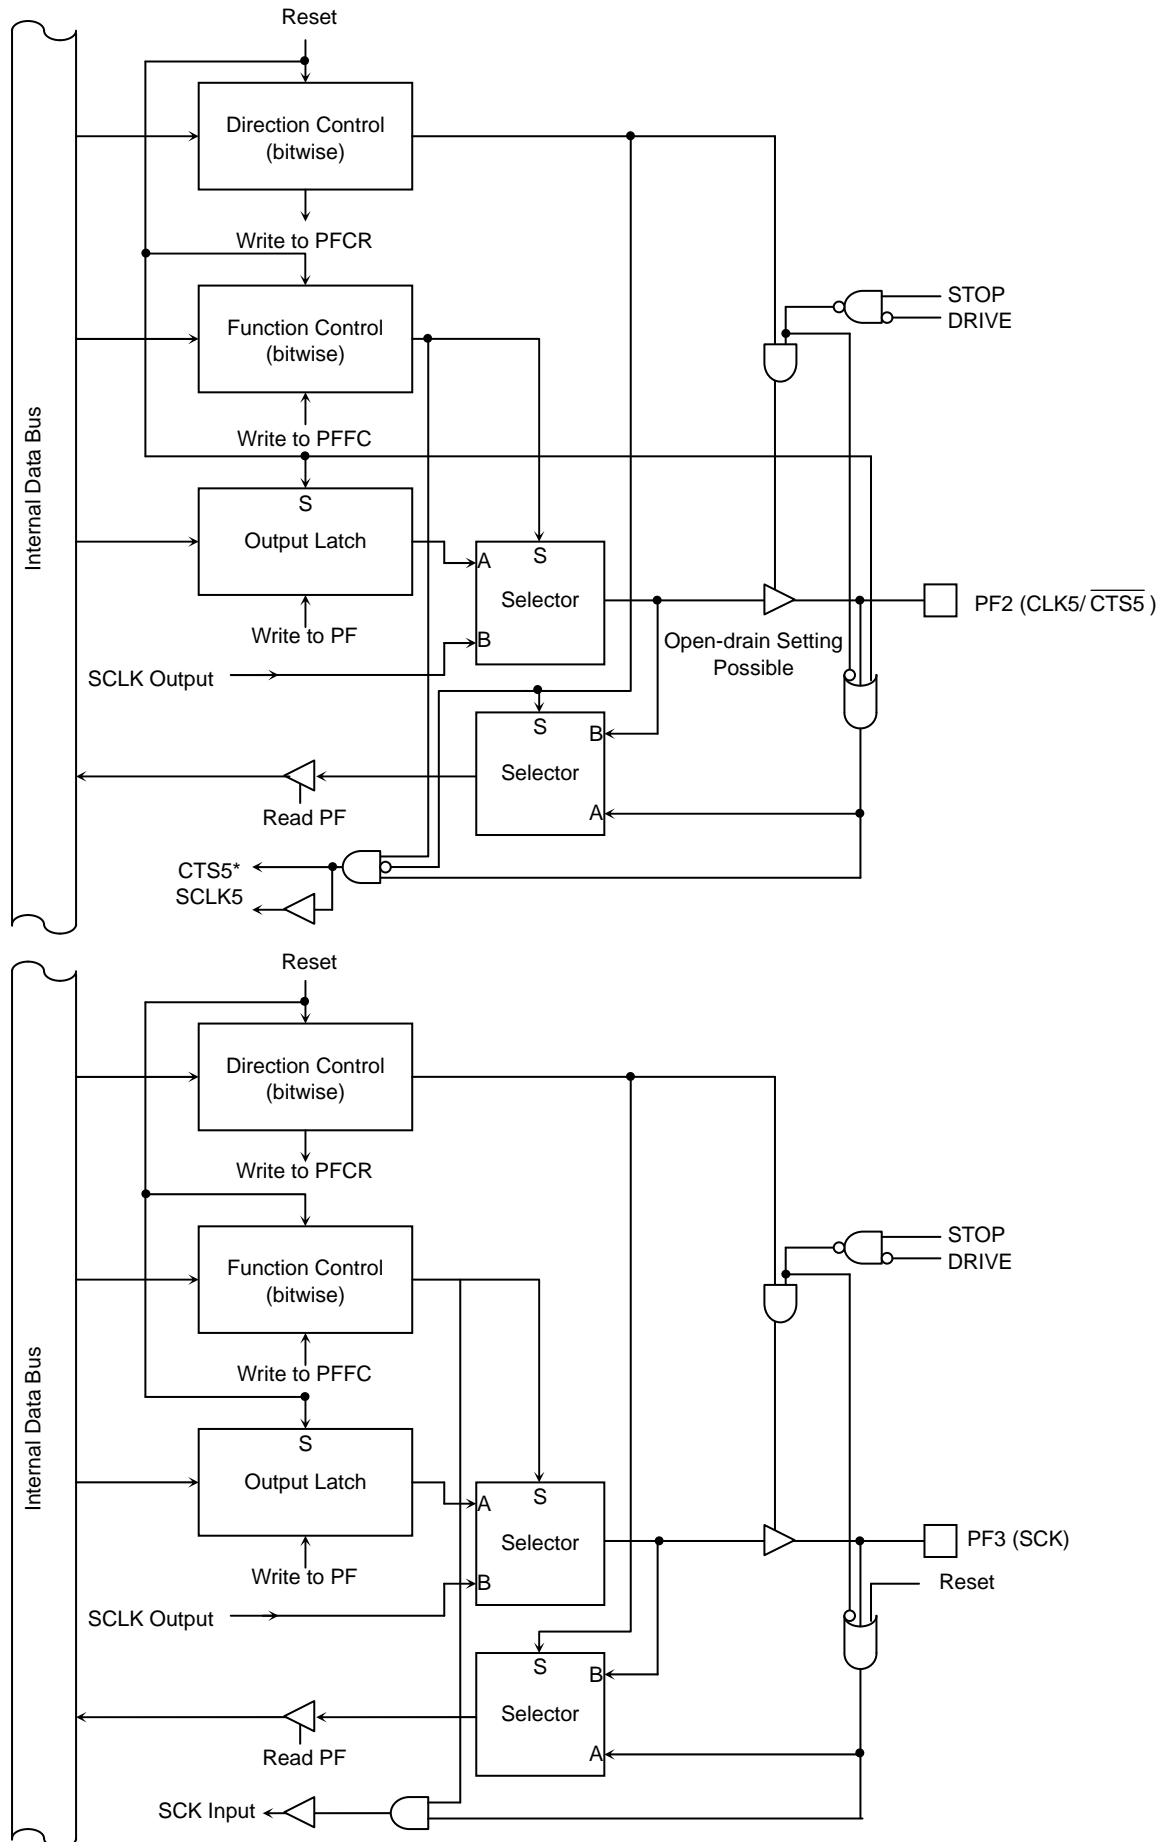 Reset
Direction Control
(bitwise)
Write to PFCR
Function Control
(bitwise)
STOP
DRIVE
Internal Data Bus
Write to PFFC
S
Output Latch
A
S
Selector
B
Write to PF
SCLK Output
PF2 (CLK5/ CTS5 )
Open-drain Setting
Possible
S
B
Selector
A
Read PF
CTS5*
SCLK5
Reset
Direction Control
(bitwise)
Write to PFCR
Function Control
(bitwise)
STOP
DRIVE
Internal Data Bus
Write to PFFC
S
Output Latch
A
S
Selector
B
Write to PF
SCLK Output
PF3 (SCK)
Reset
S
B
Selector
A
Read PF
SCK Input